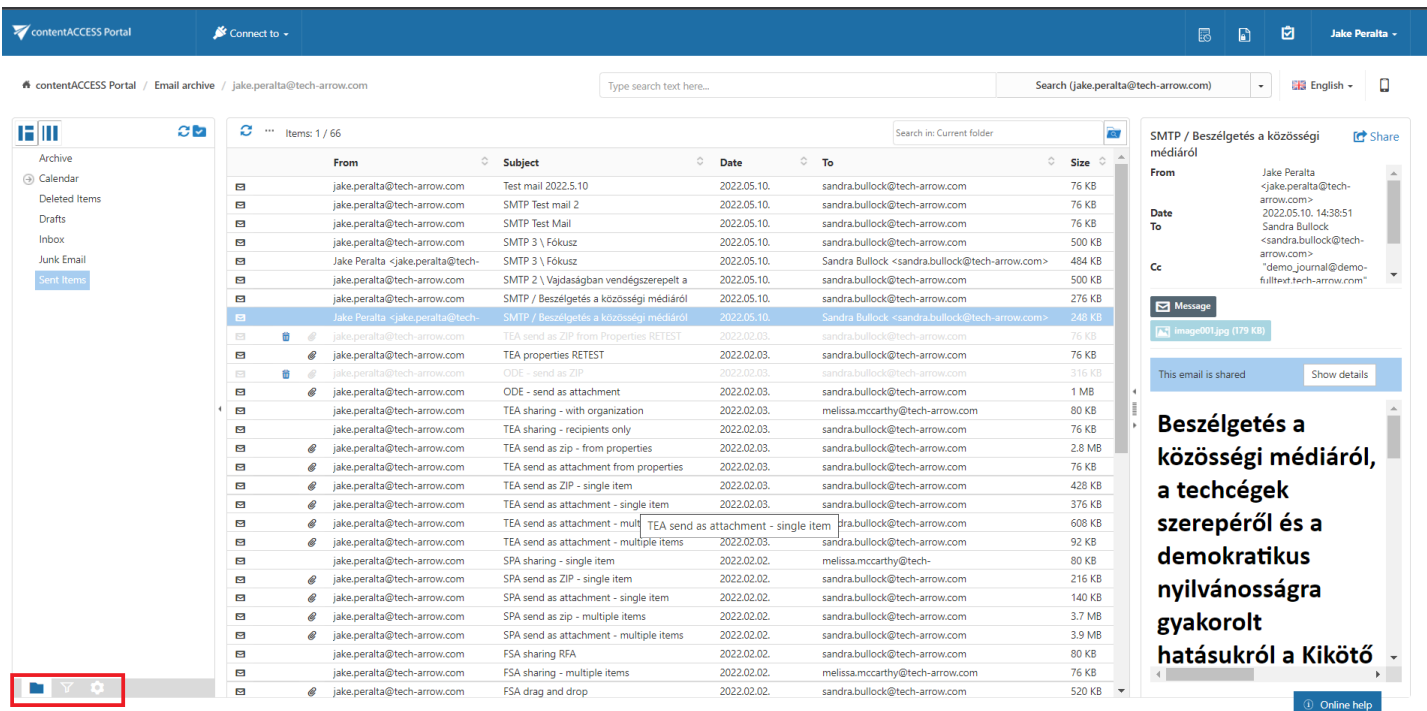 contentACCESS Portal Connect to Jake Peralta
contentACCESS Portal / Email archive / jake.peralta@tech-arrow.com Type search text here... Search (jake.peralta@tech-arrow.com) English
Archive
Calendar
Deleted Items
Drafts
Inbox
Junk Email
Sent Items
Items: 1 / 66 Search in: Current folder
From Subject Date To Size
jake.peralta@tech-arrow.com Test mail 2022.5.10 2022.05.10. sandra.bullock@tech-arrow.com 76 KB
jake.peralta@tech-arrow.com SMTP Test mail 2 2022.05.10. sandra.bullock@tech-arrow.com 76 KB
jake.peralta@tech-arrow.com SMTP Test Mail 2022.05.10. sandra.bullock@tech-arrow.com 76 KB
jake.peralta@tech-arrow.com SMTP 3 \ Fókusz 2022.05.10. sandra.bullock@tech-arrow.com 500 KB
Jake Peralta <jake.peralta@tech- SMTP 3 \ Fókusz 2022.05.10. Sandra Bullock <sandra.bullock@tech-arrow.com> 484 KB
jake.peralta@tech-arrow.com SMTP 2 \ Vajdaságban vendégszerepelt a 2022.05.10. sandra.bullock@tech-arrow.com 500 KB
jake.peralta@tech-arrow.com SMTP / Beszélgetés a közösségi médiáról 2022.05.10. sandra.bullock@tech-arrow.com 276 KB
Jake Peralta <jake.peralta@tech- SMTP / Beszélgetés a közösségi médiáról 2022.05.10. Sandra Bullock <sandra.bullock@tech-arrow.com> 248 KB
jake.peralta@tech-arrow.com TEA send as ZIP from Properties RETEST 2022.02.03. sandra.bullock@tech-arrow.com 76 KB
jake.peralta@tech-arrow.com TEA properties RETEST 2022.02.03. sandra.bullock@tech-arrow.com 76 KB
jake.peralta@tech-arrow.com ODE - send as ZIP 2022.02.03. sandra.bullock@tech-arrow.com 316 KB
jake.peralta@tech-arrow.com ODE - send as attachment 2022.02.03. sandra.bullock@tech-arrow.com 1 MB
jake.peralta@tech-arrow.com TEA sharing - with organization 2022.02.03. melissa.mccarthy@tech-arrow.com 80 KB
jake.peralta@tech-arrow.com TEA sharing - recipients only 2022.02.03. sandra.bullock@tech-arrow.com 76 KB
jake.peralta@tech-arrow.com TEA send as zip - from properties 2022.02.03. sandra.bullock@tech-arrow.com 2.8 MB
jake.peralta@tech-arrow.com TEA send as attachment from properties 2022.02.03. sandra.bullock@tech-arrow.com 76 KB
jake.peralta@tech-arrow.com TEA send as ZIP - single item 2022.02.03. sandra.bullock@tech-arrow.com 428 KB
jake.peralta@tech-arrow.com TEA send as attachment - single item 2022.02.03. sandra.bullock@tech-arrow.com 376 KB
jake.peralta@tech-arrow.com TEA send as attachment - mult TEA send as attachment - single item dra.bullock@tech-arrow.com 608 KB
jake.peralta@tech-arrow.com TEA send as attachment - multiple items 2022.02.03. sandra.bullock@tech-arrow.com 92 KB
jake.peralta@tech-arrow.com SPA sharing - single item 2022.02.02. melissa.mccarthy@tech- 80 KB
jake.peralta@tech-arrow.com SPA send as ZIP - single item 2022.02.02. sandra.bullock@tech-arrow.com 216 KB
jake.peralta@tech-arrow.com SPA send as attachment - single item 2022.02.02. sandra.bullock@tech-arrow.com 140 KB
jake.peralta@tech-arrow.com SPA send as zip - multiple items 2022.02.02. sandra.bullock@tech-arrow.com 3.7 MB
jake.peralta@tech-arrow.com SPA send as attachment - multiple items 2022.02.02. sandra.bullock@tech-arrow.com 3.9 MB
jake.peralta@tech-arrow.com FSA sharing RFA 2022.02.02. sandra.bullock@tech-arrow.com 80 KB
jake.peralta@tech-arrow.com FSA sharing - multiple items 2022.02.02. melissa.mccarthy@tech-arrow.com 76 KB
jake.peralta@tech-arrow.com FSA drag and drop 2022.02.02. sandra.bullock@tech-arrow.com 520 KB
SMTP / Beszélgetés a közösségi Share
médiáról
From Jake Peralta
<jake.peralta@tech-
arrow.com>
Date 2022.05.10. 14:38:51
To Sandra Bullock
<sandra.bullock@tech-
arrow.com>
Cc "demo_journal@demo-
fulltext.tech-arrow.com"
Message
image001.jpg (179 KB)
This email is shared Show details
Beszélgetés a
közösségi médiáról,
a techcégek
szerepéről és a
demokratikus
nyilvánosságra
gyakorolt
hatásukról a Kikötő
Online help